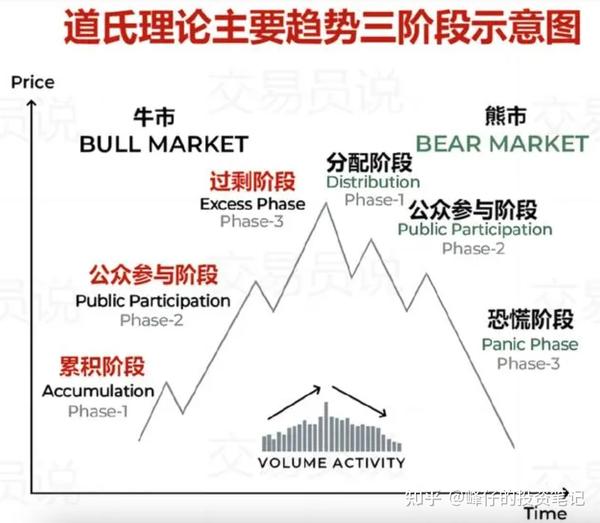 道氏理论主要趋势三阶段示意图
Price
交易员说
牛市
BULL MARKET
熊市
BEAR MARKET
过剩阶段
Excess Phase
Phase-3
分配阶段
Distribution
Phase-1
公众参与阶段
Public Participation
Phase-2
公众参与阶段
Public Participation
Phase-2
累积阶段
Accumulation
Phase-1
恐慌阶段
Panic Phase
Phase-3
VOLUME ACTIVITY
知乎 @峰仔的投资笔记
Time